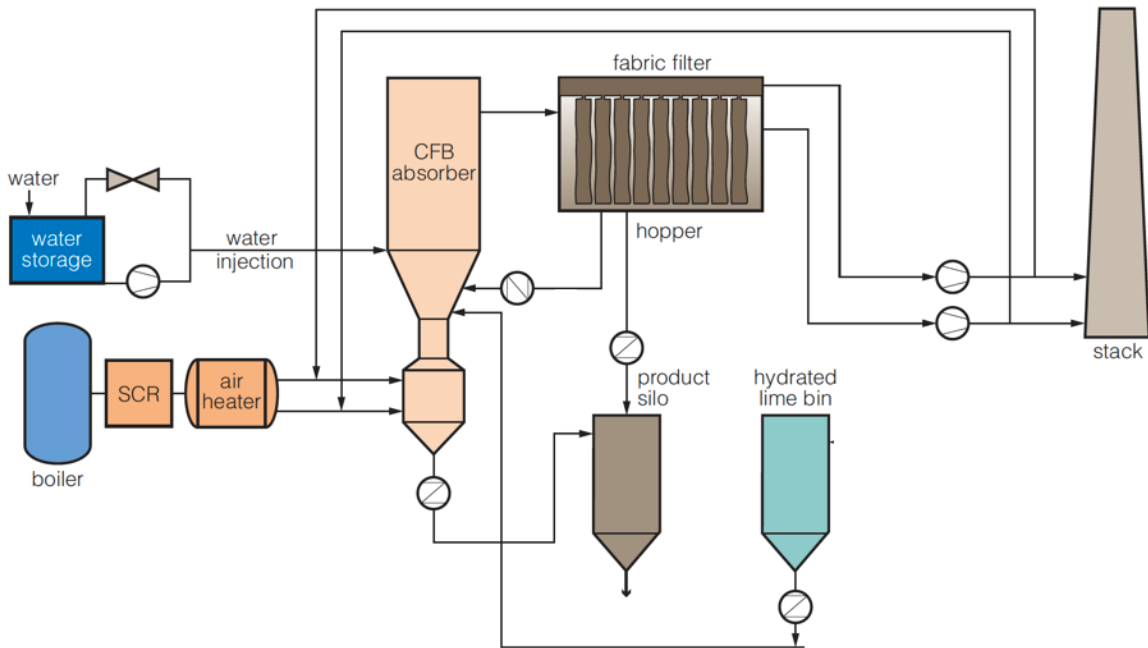 fabric filter
CFB
absorber
water
water
storage
water
injection
hopper
SCR
air
heater
boiler
product
silo
hydrated
lime bin
stack